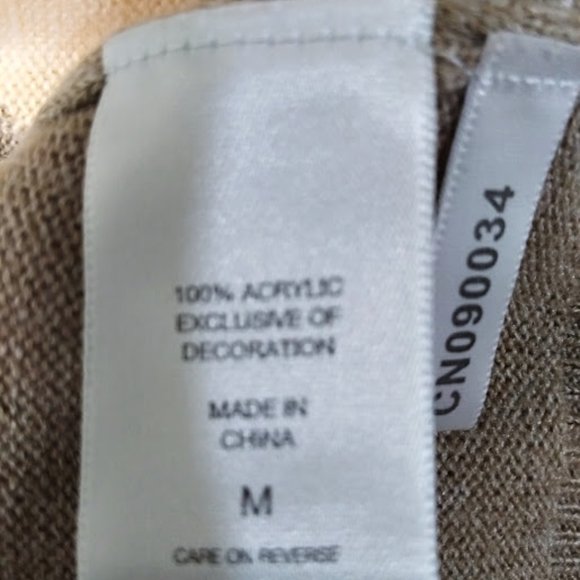 100% ACRYLIC
EXCLUSIVE OF
DECORATION
MADE IN
CHINA
M
CARE ON REVERSE
CN090034